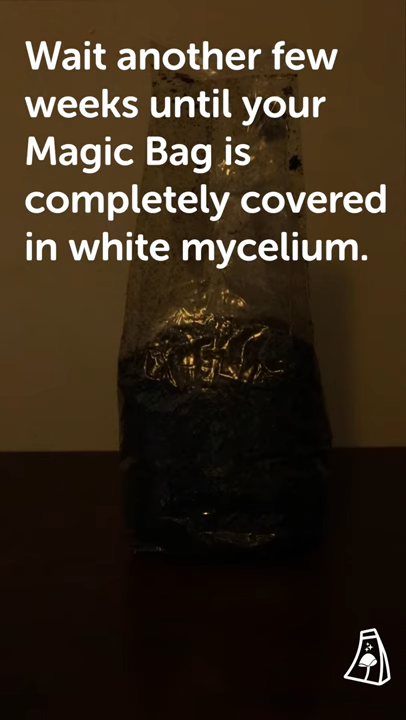 Wait another few
weeks until your
Magic Bag is
completely covered
in white mycelium.